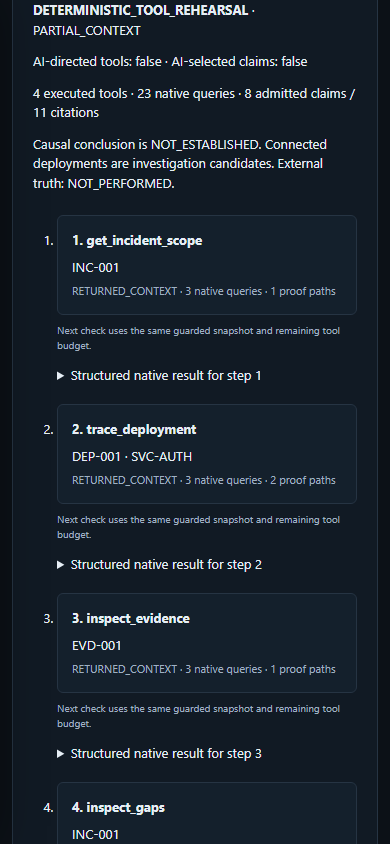 DETERMINISTIC_TOOL_REHEARSAL ·
PARTIAL_CONTEXT
AI-directed tools: false · AI-selected claims: false
4 executed tools · 23 native queries · 8 admitted claims /
11 citations
Causal conclusion is NOT_ESTABLISHED. Connected
deployments are investigation candidates. External
truth: NOT_PERFORMED.
1. 1. get_incident_scope
INC-001
RETURNED_CONTEXT · 3 native queries · 1 proof paths
Next check uses the same guarded snapshot and remaining tool
budget.
▶ Structured native result for step 1
2. 2. trace_deployment
DEP-001 · SVC-AUTH
RETURNED_CONTEXT · 3 native queries · 2 proof paths
Next check uses the same guarded snapshot and remaining tool
budget.
▶ Structured native result for step 2
3. 3. inspect_evidence
EVD-001
RETURNED_CONTEXT · 3 native queries · 1 proof paths
Next check uses the same guarded snapshot and remaining tool
budget.
▶ Structured native result for step 3
4. 4. inspect_gaps
INC-001